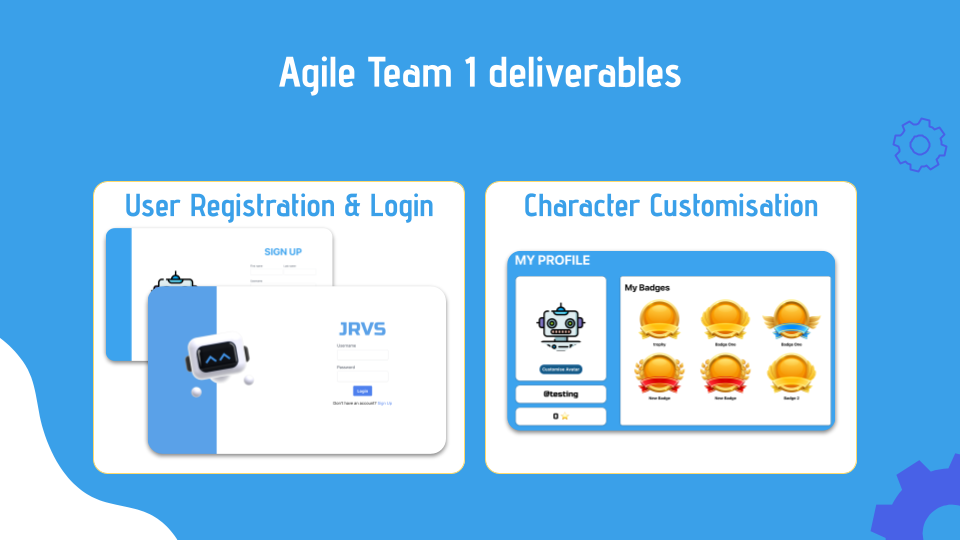 Agile Team 1 deliverables
User Registration & Login
SIGN UP
First name Last name
Username
JRVS
Username
Password
Login
Don't have an account? Sign Up
Character Customisation
MY PROFILE
My Badges
Customise Avatar
@testing
0
trophy Badge One Badge One
New Badge New Badge Badge 2